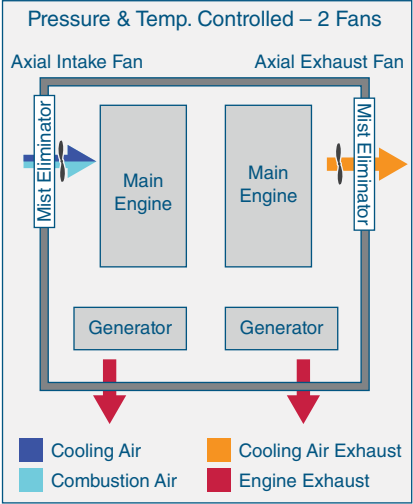 Pressure & Temp. Controlled – 2 Fans
Axial Intake Fan
Axial Exhaust Fan
Mist Eliminator
Main
Engine
Main
Engine
Mist Eliminator
Generator
Generator
Cooling Air
Cooling Air Exhaust
Combustion Air
Engine Exhaust